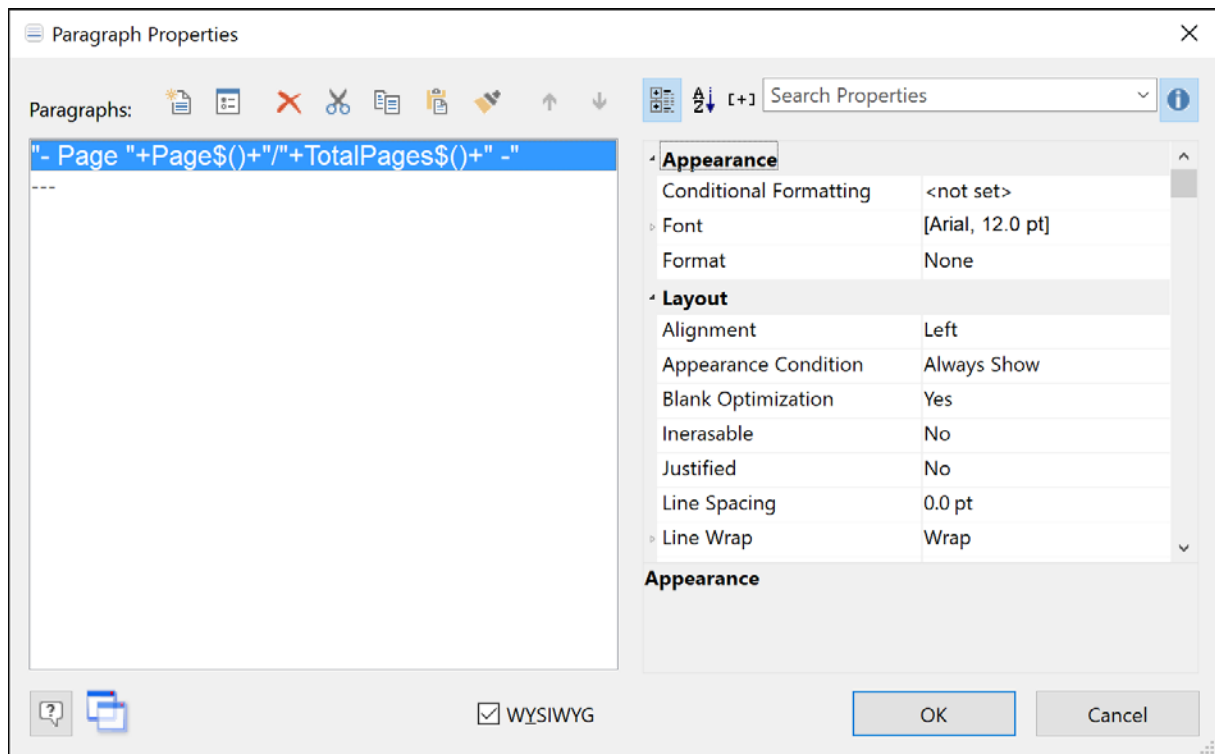 Paragraph Properties
Paragraphs:
[+] Search Properties
"- Page "+Page$()+"/"+TotalPages$()+" -"
---
Appearance
Conditional Formatting <not set>
Font [Arial, 12.0 pt]
Format None
Layout
Alignment Left
Appearance Condition Always Show
Blank Optimization Yes
Inerasable No
Justified No
Line Spacing 0.0 pt
Line Wrap Wrap
Appearance
WYSIWYG
OK
Cancel